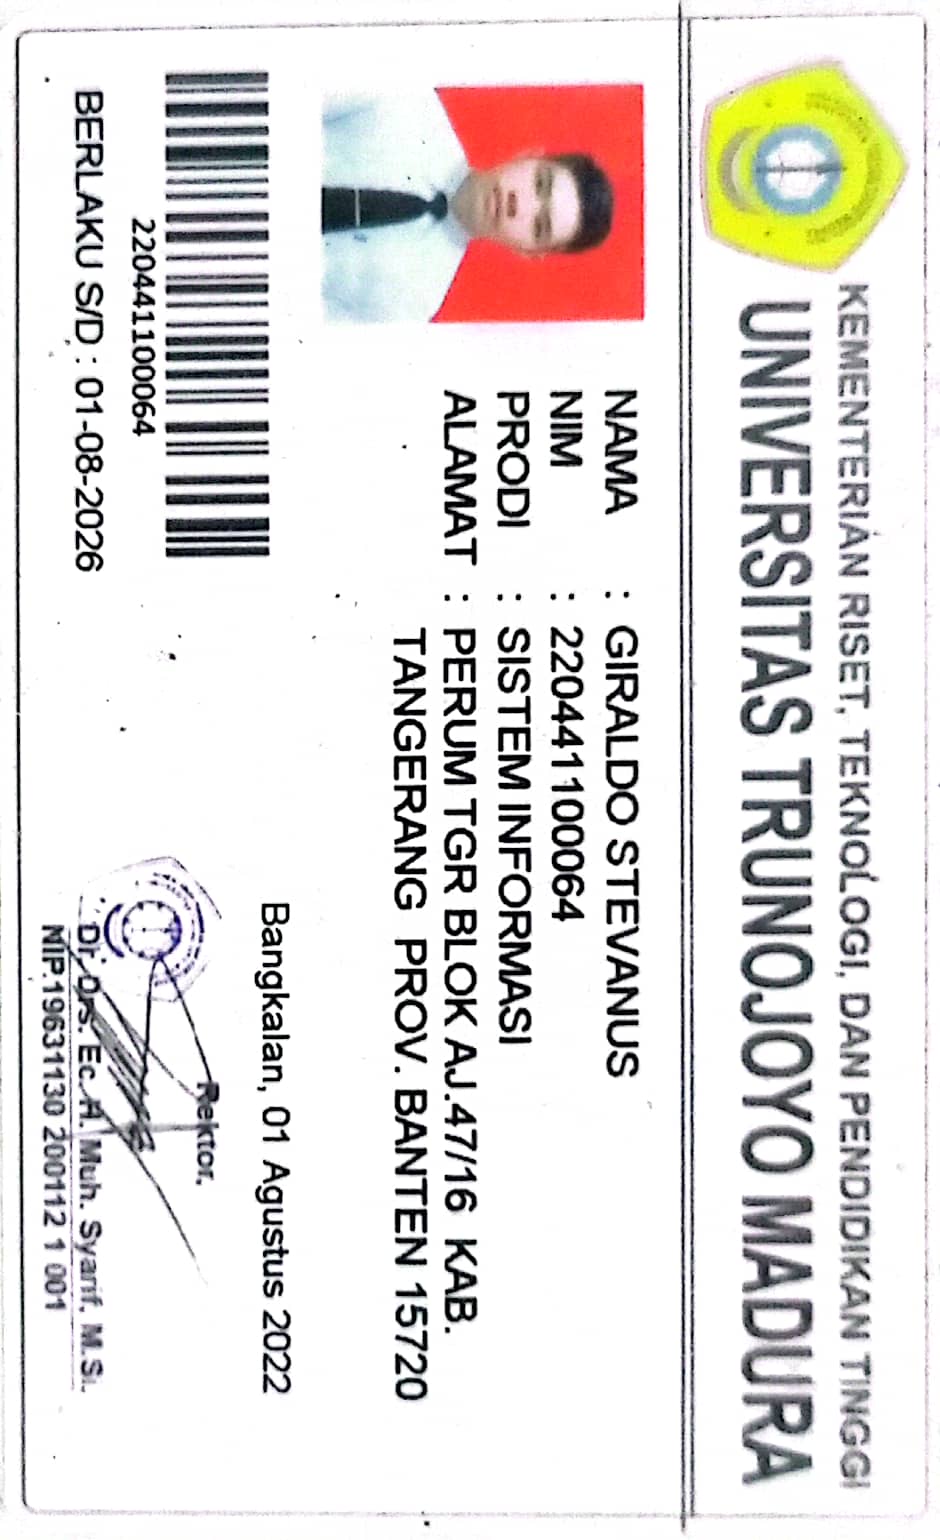 KEMENTERIAN RISET, TEKNOLOGI, DAN PENDIDIKAN TINGGI
UNIVERSITAS TRUNOJOYO MADURA
NAMA : GIRALDO STEVANUS
NIM : 220441100064
PRODI : SISTEM INFORMASI
ALAMAT : PERUM TGR BLOK AJ.47/16 KAB.
TANGERANG PROV. BANTEN 15720
220441100064
BERLAKU S/D : 01-08-2026
Bangkalan, 01 Agustus 2022
Rektor.
Dr. Drs. Ec. H. Muh. Syarif, M.Si.
NIP.19631130 200112 1 001